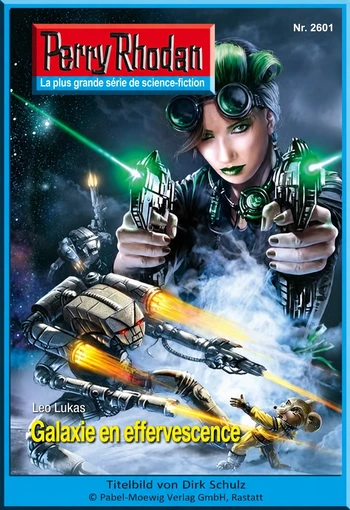 Nr. 2601
Perry Rhodan
La plus grande série de science-fiction
Leo Lukas
Galaxie en effervescence
Titelbild von Dirk Schulz
© Pabel-Moewig Verlag GmbH, Rastatt